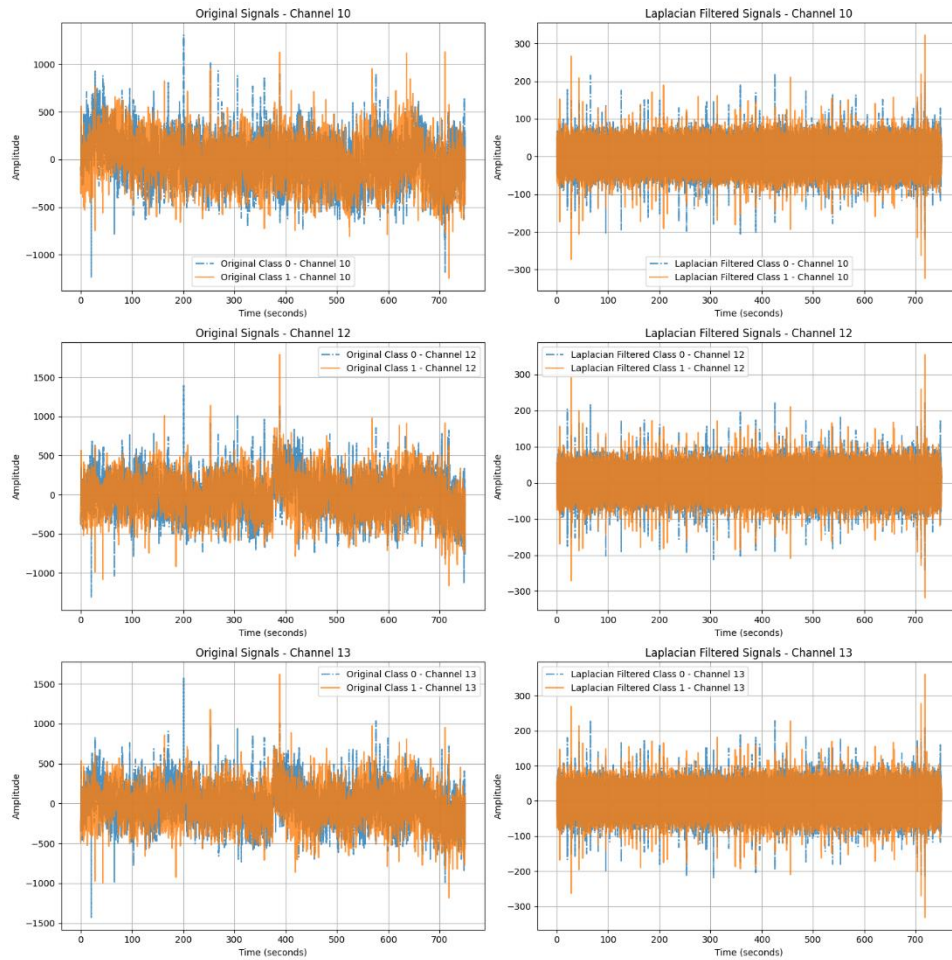 Original Signals - Channel 10
Amplitude
1000
500
0
−500
−1000
Original Class 0 - Channel 10
Original Class 1 - Channel 10
0 100 200 300 400 500 600 700
Time (seconds)
Laplacian Filtered Signals - Channel 10
Amplitude
300
200
100
0
−100
−200
−300
Laplacian Filtered Class 0 - Channel 10
Laplacian Filtered Class 1 - Channel 10
0 100 200 300 400 500 600 700
Time (seconds)
Original Signals - Channel 12
Amplitude
1500
1000
500
0
−500
−1000
Original Class 0 - Channel 12
Original Class 1 - Channel 12
0 100 200 300 400 500 600 700
Time (seconds)
Laplacian Filtered Signals - Channel 12
Amplitude
300
200
100
0
−100
−200
−300
Laplacian Filtered Class 0 - Channel 12
Laplacian Filtered Class 1 - Channel 12
0 100 200 300 400 500 600 700
Time (seconds)
Original Signals - Channel 13
Amplitude
1500
1000
500
0
−500
−1000
−1500
Original Class 0 - Channel 13
Original Class 1 - Channel 13
0 100 200 300 400 500 600 700
Time (seconds)
Laplacian Filtered Signals - Channel 13
Amplitude
300
200
100
0
−100
−200
−300
Laplacian Filtered Class 0 - Channel 13
Laplacian Filtered Class 1 - Channel 13
0 100 200 300 400 500 600 700
Time (seconds)